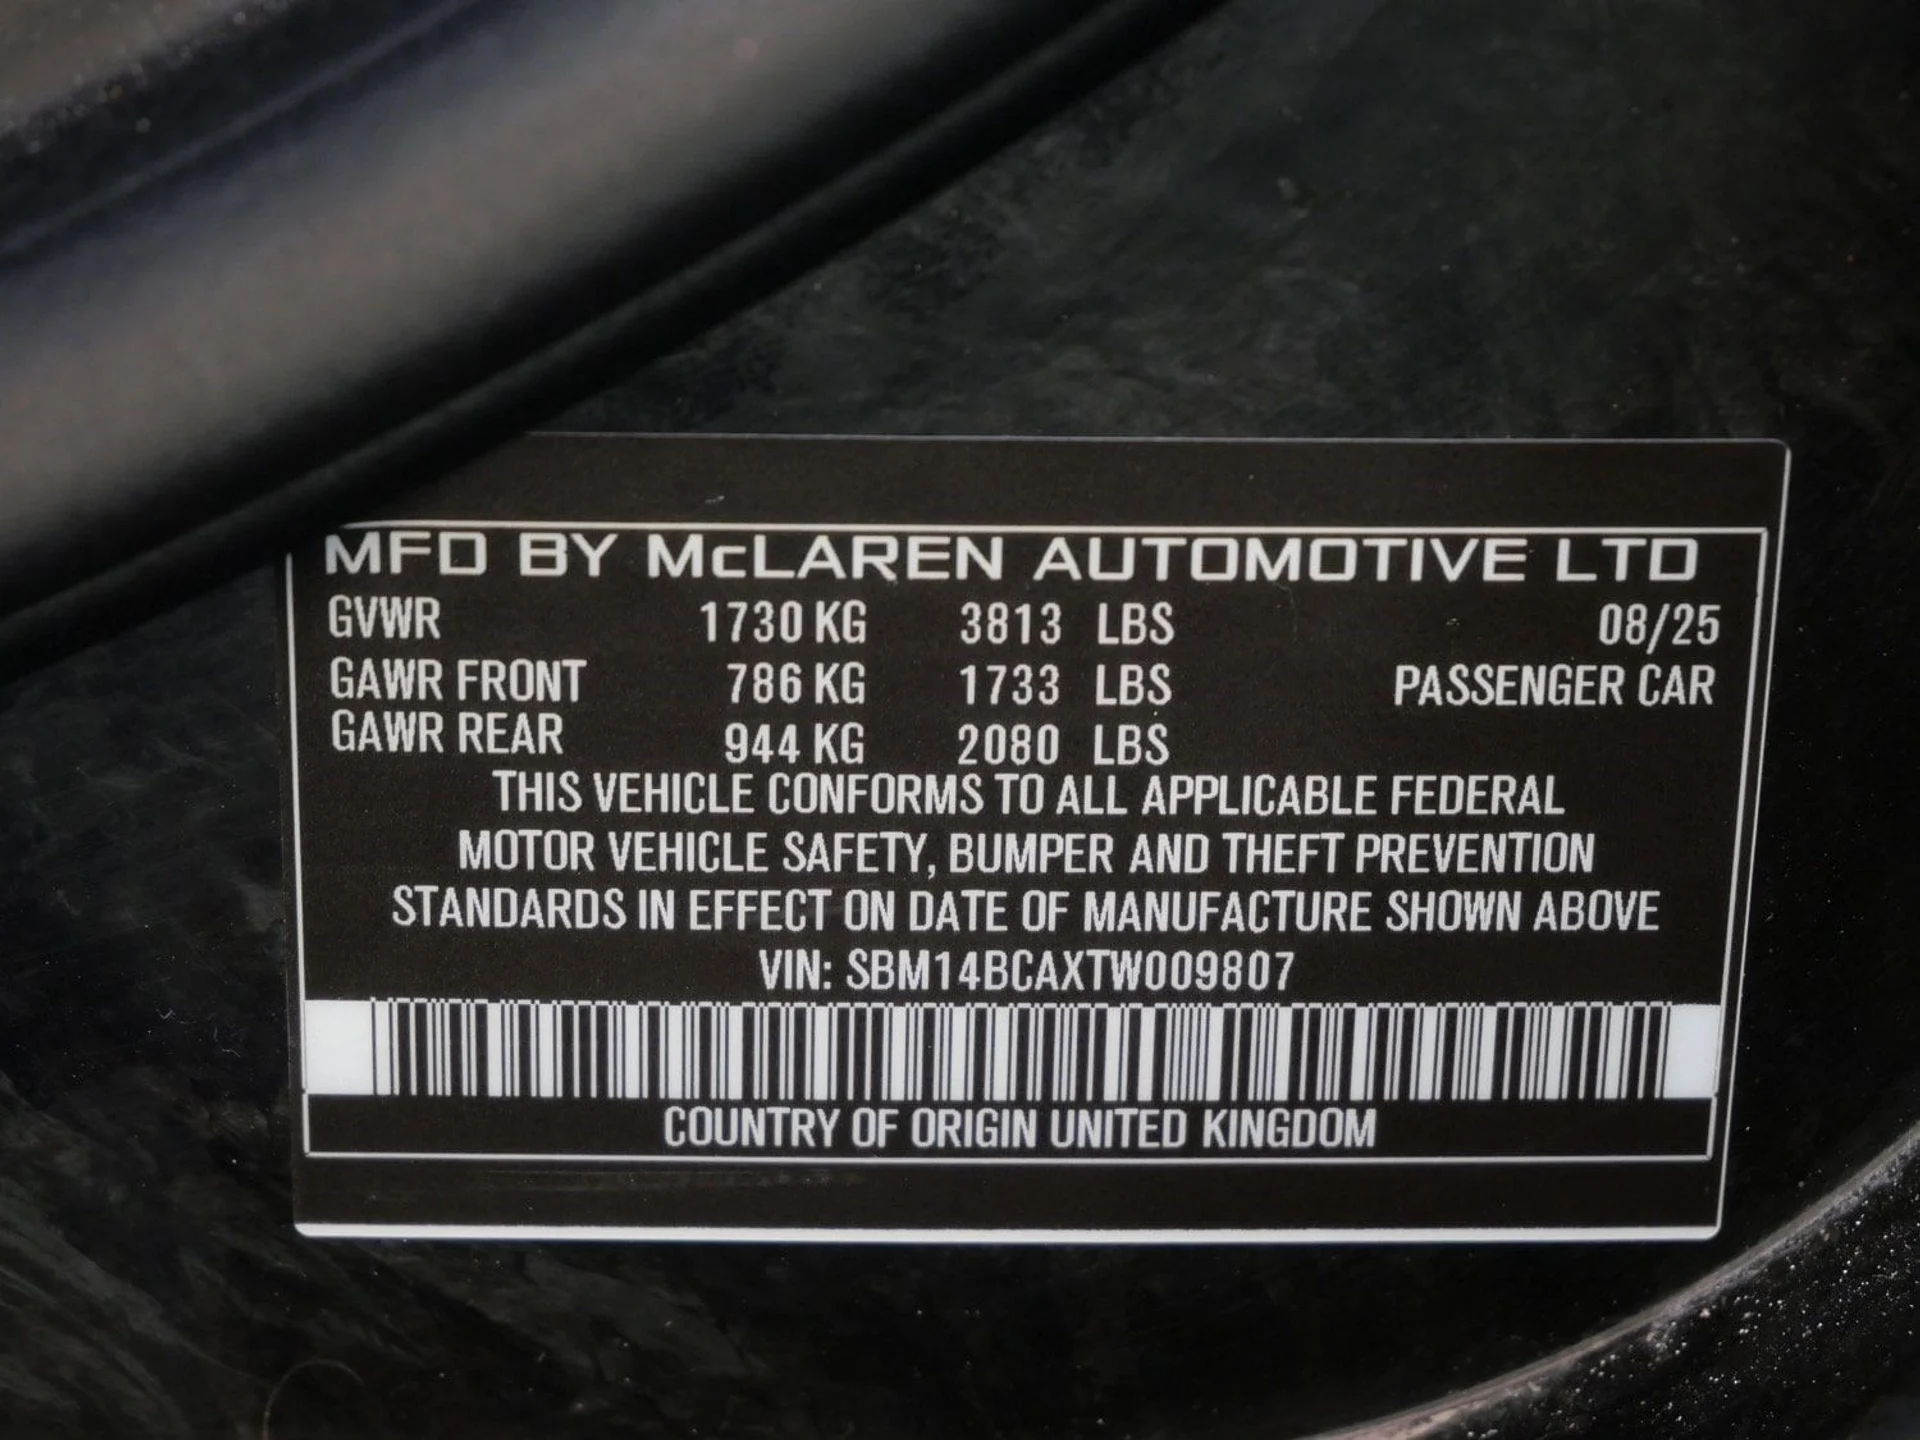 MFD BY McLAREN AUTOMOTIVE LTD
GVWR 1730 KG 3813 LBS 08/25
GAWR FRONT 786 KG 1733 LBS PASSENGER CAR
GAWR REAR 944 KG 2080 LBS
THIS VEHICLE CONFORMS TO ALL APPLICABLE FEDERAL
MOTOR VEHICLE SAFETY, BUMPER AND THEFT PREVENTION
STANDARDS IN EFFECT ON DATE OF MANUFACTURE SHOWN ABOVE
VIN: SBM14BCAXTW009807
COUNTRY OF ORIGIN UNITED KINGDOM